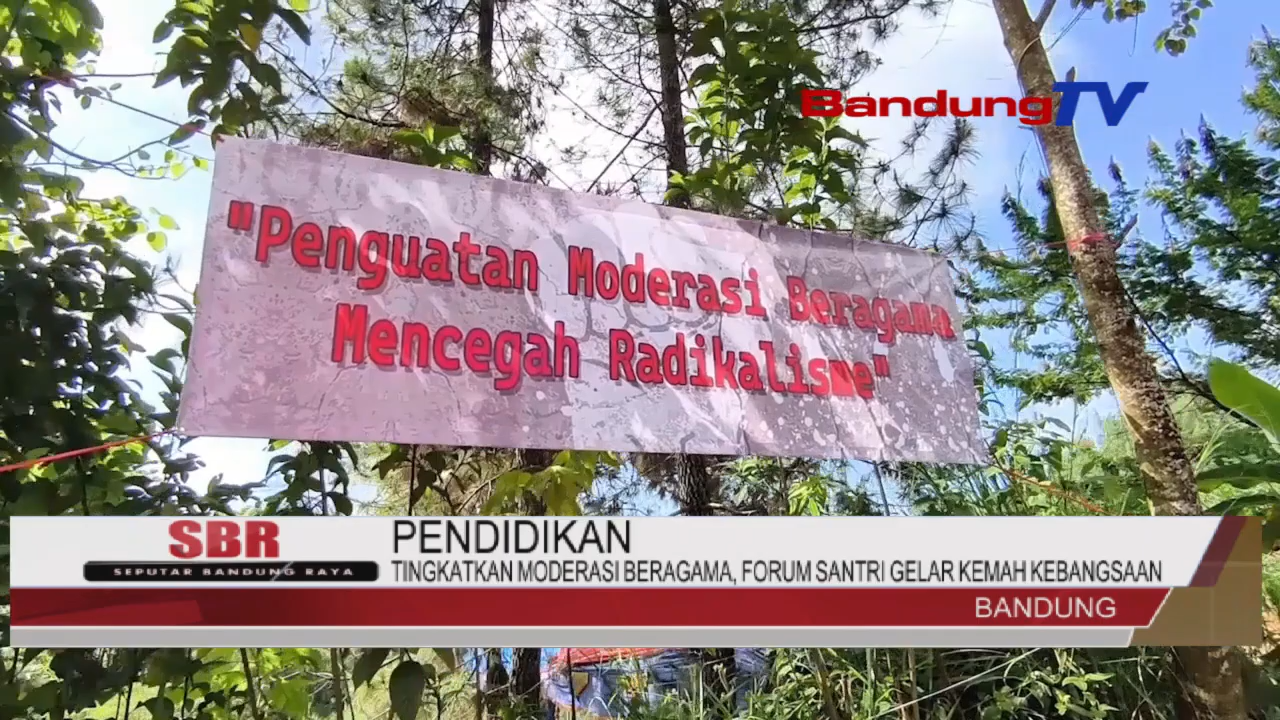 BandungTV
"Penguatan Moderasi Beragama
Mencegah Radikalisme"
SBR
SEPUTAR BANDUNG RAYA
PENDIDIKAN
TINGKATKAN MODERASI BERAGAMA, FORUM SANTRI GELAR KEMAH KEBANGSAAN
BANDUNG